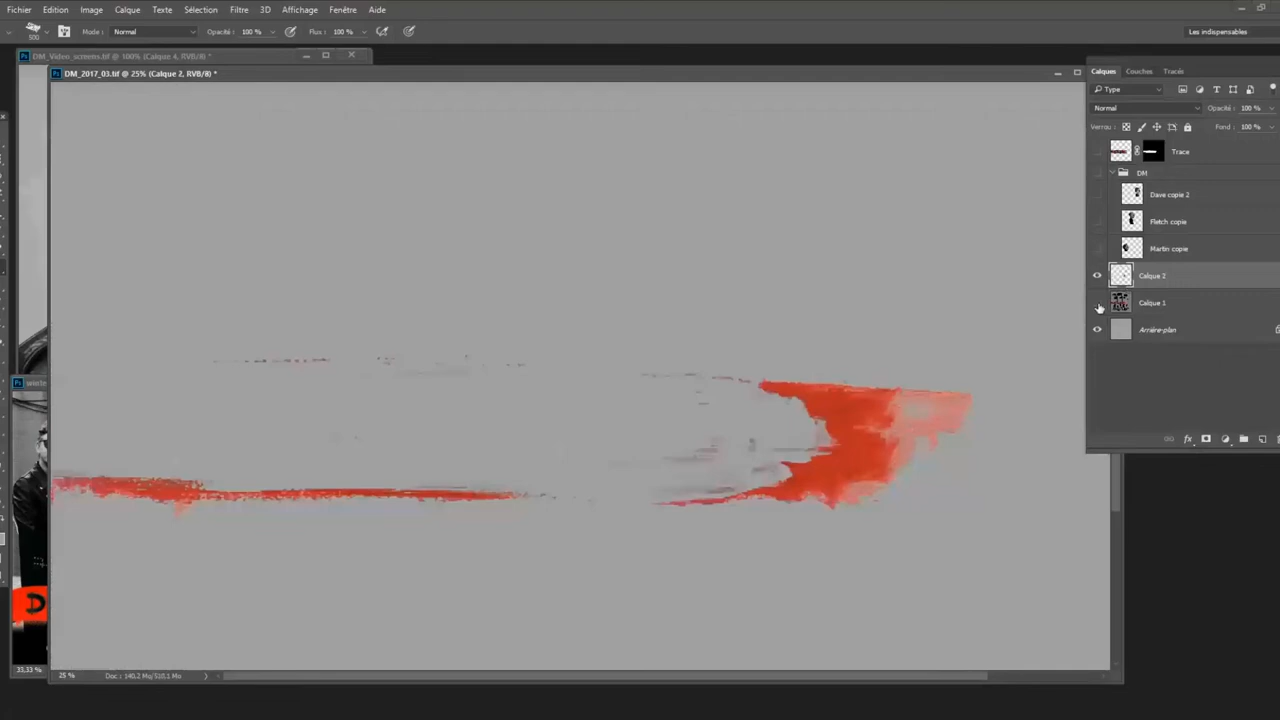 Fichier Edition Image Calque Texte Sélection Filtre 3D Affichage Fenêtre Aide
500 Mode : Normal Opacité : 100 % Flux : 100 % Les indispensables
DM_Video_screens.tif @ 100% (Calque 4, RVB/8) *
DM_2017_03.tif @ 25% (Calque 2, RVB/8) *
Calques Couches Tracés
Type
Normal Opacité : 100 %
Verrou : Fond : 100 %
Trace
DM
Dave copie 2
Fletch copie
Martin copie
Calque 2
Calque 1
Arrière-plan
D
33,33 %
25 % Doc : 140,2 Mo/518,1 Mo